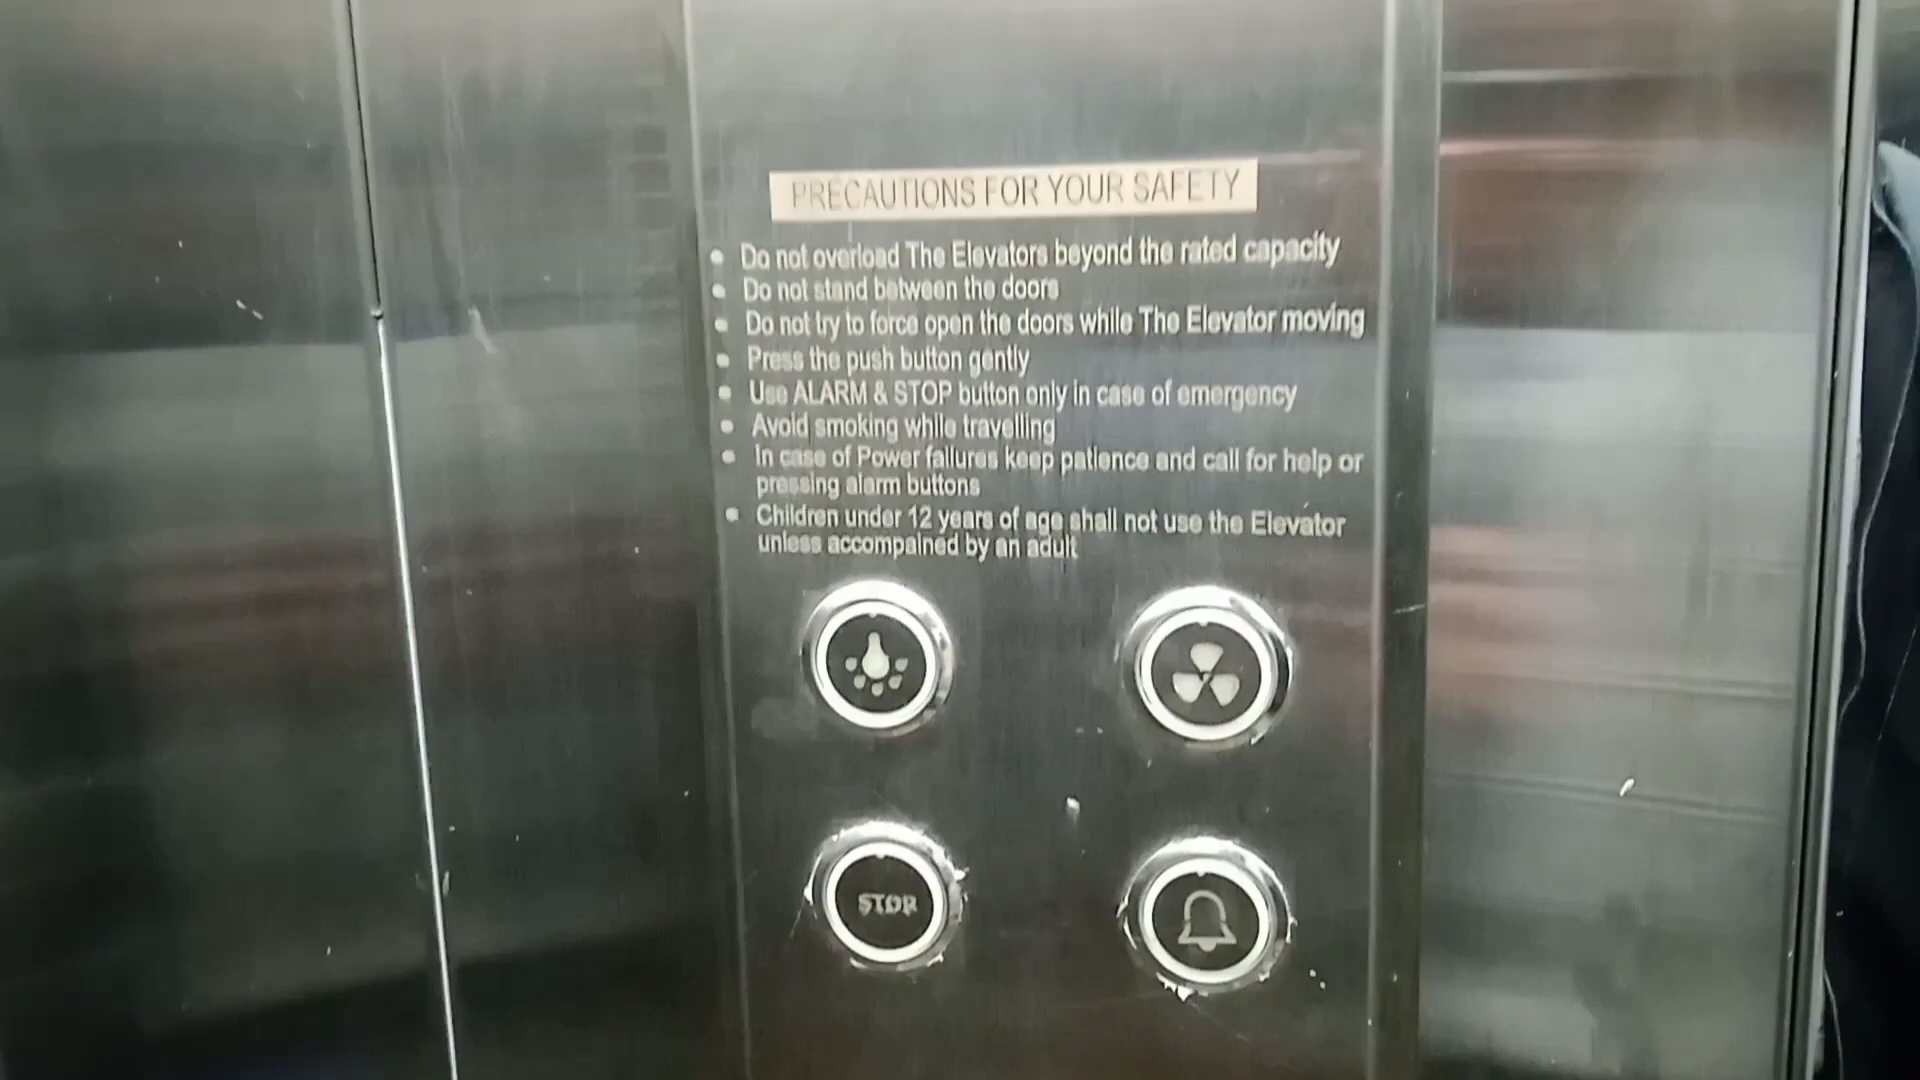 PRECAUTIONS FOR YOUR SAFETY
• Do not overload The Elevators beyond the rated capacity
• Do not stand between the doors
• Do not try to force open the doors while The Elevator moving
• Press the push button gently
• Use ALARM & STOP button only in case of emergency
• Avoid smoking while travelling
• In case of Power failures keep patience and call for help or
pressing alarm buttons
• Children under 12 years of age shall not use the Elevator
unless accompained by an adult
STOP